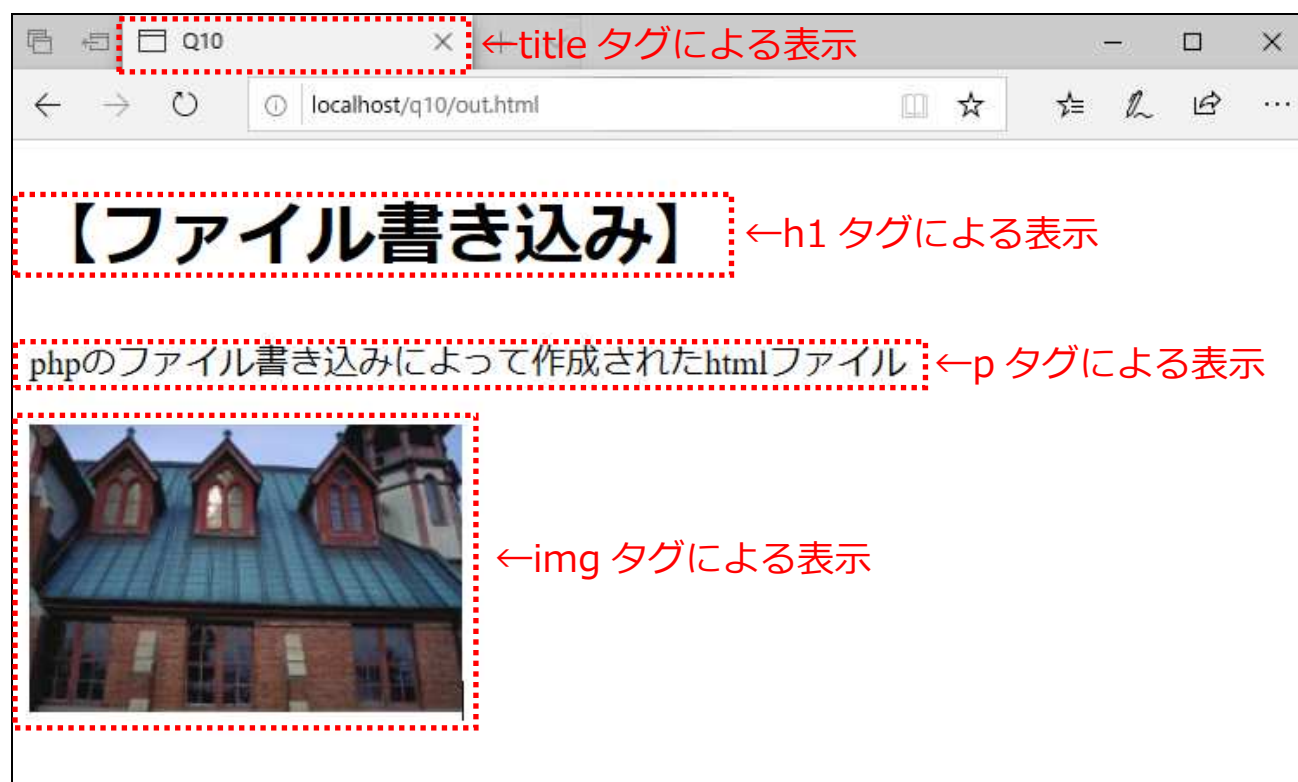 Q10 ←title タグによる表示
localhost/q10/out.html
【ファイル書き込み】 ←h1 タグによる表示
phpのファイル書き込みによって作成されたhtmlファイル ←p タグによる表示
←img タグによる表示